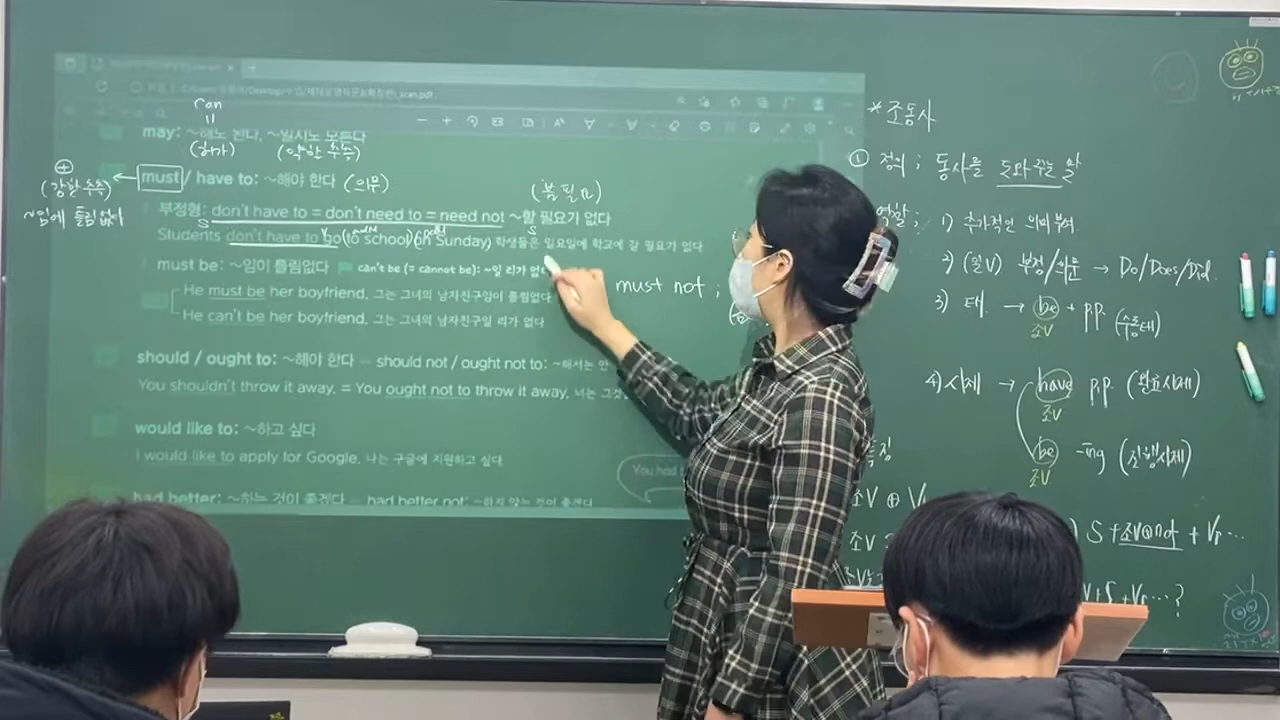 scan.pdf
can
may: ~해도 된다, ~일지도 모른다
(허가) (약한 추측)
must / have to: ~해야 한다 (의무)
(강한 추측)
~임에 틀림없다
(불필요)
부정형: don't have to = don't need to = need not ~할 필요가 없다
S S
Students don't have to go (to school) (on Sunday) 학생들은 일요일에 학교에 갈 필요가 없다
must be: ~임이 틀림없다 can't be (= cannot be): ~일 리가 없다
must not ;
He must be her boyfriend. 그는 그녀의 남자친구임이 틀림없다
He can't be her boyfriend. 그는 그녀의 남자친구일 리가 없다
should / ought to: ~해야 한다 should not / ought not to: ~해서는 안
You shouldn't throw it away. = You ought not to throw it away. 너는 그것
would like to: ~하고 싶다
I would like to apply for Google. 나는 구글에 지원하고 싶다
You had
had better: ~하는 것이 좋겠다 had better not: ~하지 않는 것이 좋겠다
*조동사
① 정의 ; 동사를 도와주는 말
역할 ; 1) 추가적인 의미부여
2) (일V) 부정/의문 → Do/Does/Did.
3) 태 → be + p.p. (수동태)
조V
4) 시제 → have p.p. (완료시제)
조V
be -ing (진행시제)
조V
특징
조V ⊕ Vr
조V
S + 조V⊕not + Vr ...
V + S + Vr ... ?